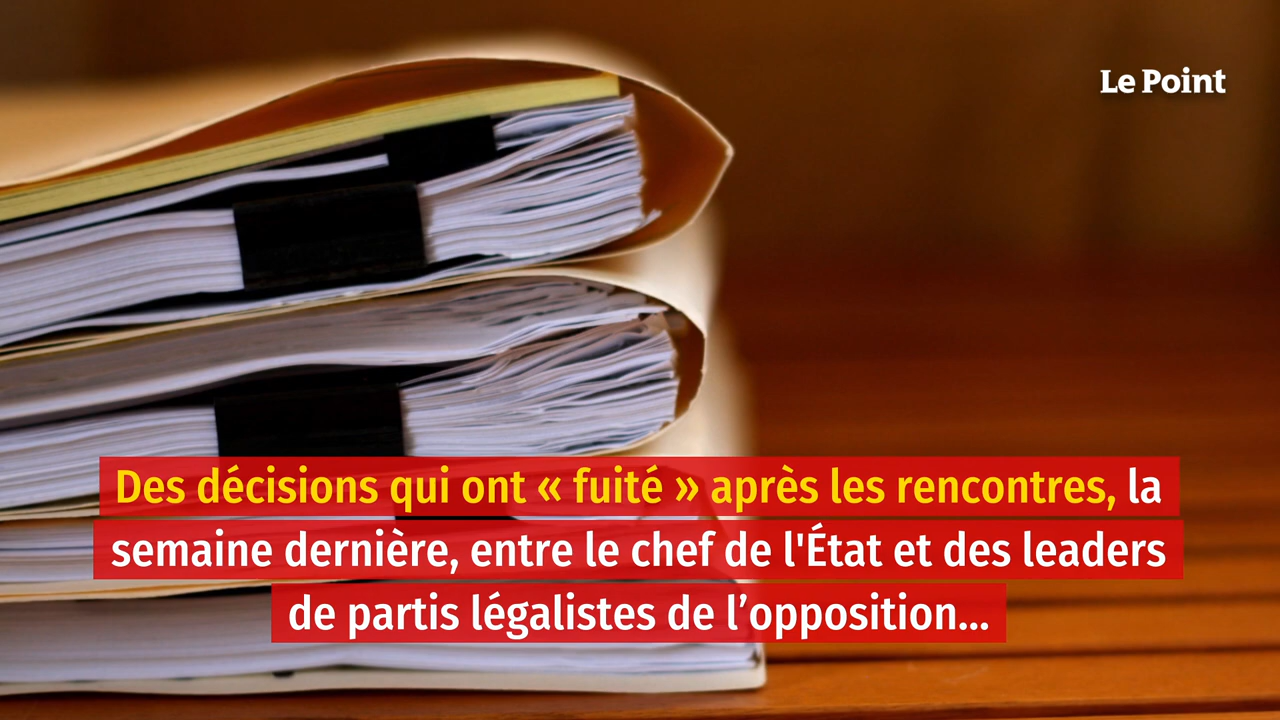 Le Point
Des décisions qui ont « fuité » après les rencontres, la
semaine dernière, entre le chef de l'État et des leaders
de partis légalistes de l’opposition...